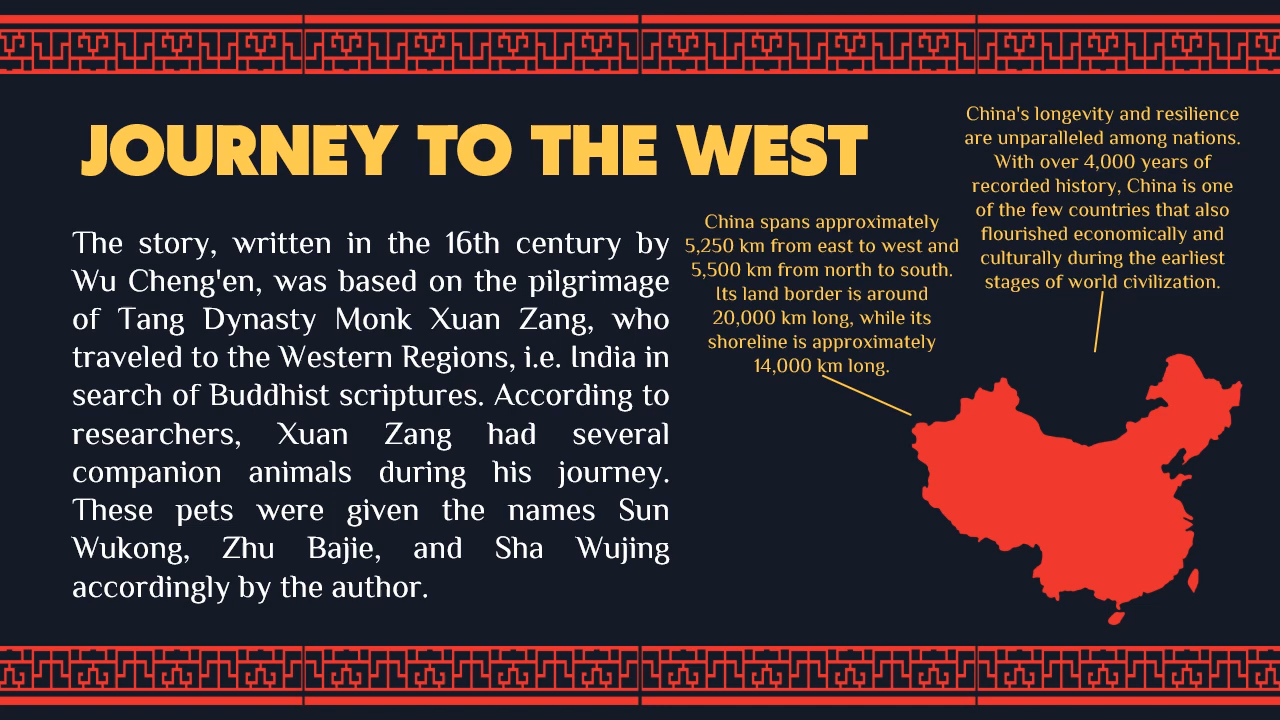 JOURNEY TO THE WEST
The story, written in the 16th century by
Wu Cheng'en, was based on the pilgrimage
of Tang Dynasty Monk Xuan Zang, who
traveled to the Western Regions, i.e. India in
search of Buddhist scriptures. According to
researchers, Xuan Zang had several
companion animals during his journey.
These pets were given the names Sun
Wukong, Zhu Bajie, and Sha Wujing
accordingly by the author.
China spans approximately
5,250 km from east to west and
5,500 km from north to south.
Its land border is around
20,000 km long, while its
shoreline is approximately
14,000 km long.
China's longevity and resilience
are unparalleled among nations.
With over 4,000 years of
recorded history, China is one
of the few countries that also
flourished economically and
culturally during the earliest
stages of world civilization.